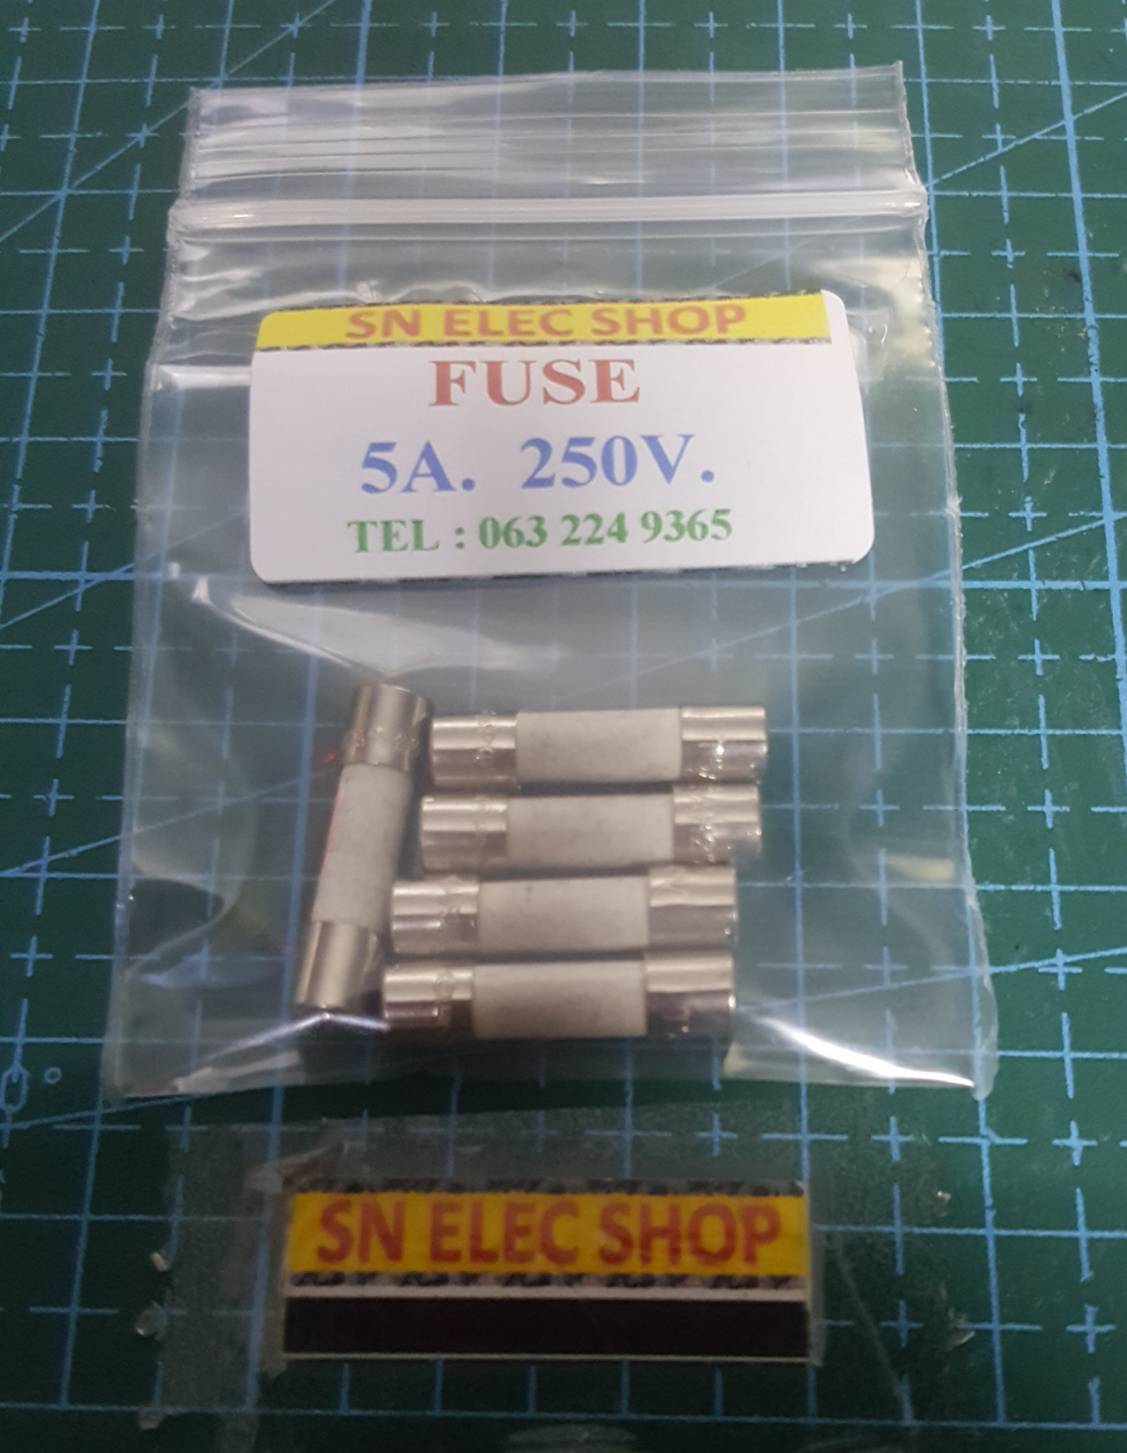 SN ELEC SHOP
FUSE
5A. 250V.
TEL : 063 224 9365
SN ELEC SHOP